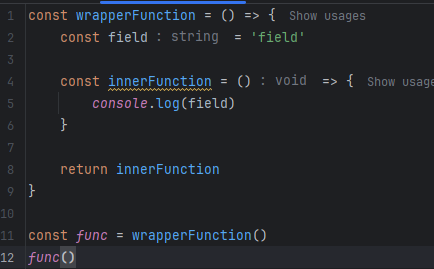 1 const wrapperFunction = () => { Show usages
2 const field : string = 'field'
3
4 const innerFunction = () : void => { Show usages
5 console.log(field)
6 }
7
8 return innerFunction
9 }
10
11 const func = wrapperFunction()
12 func()